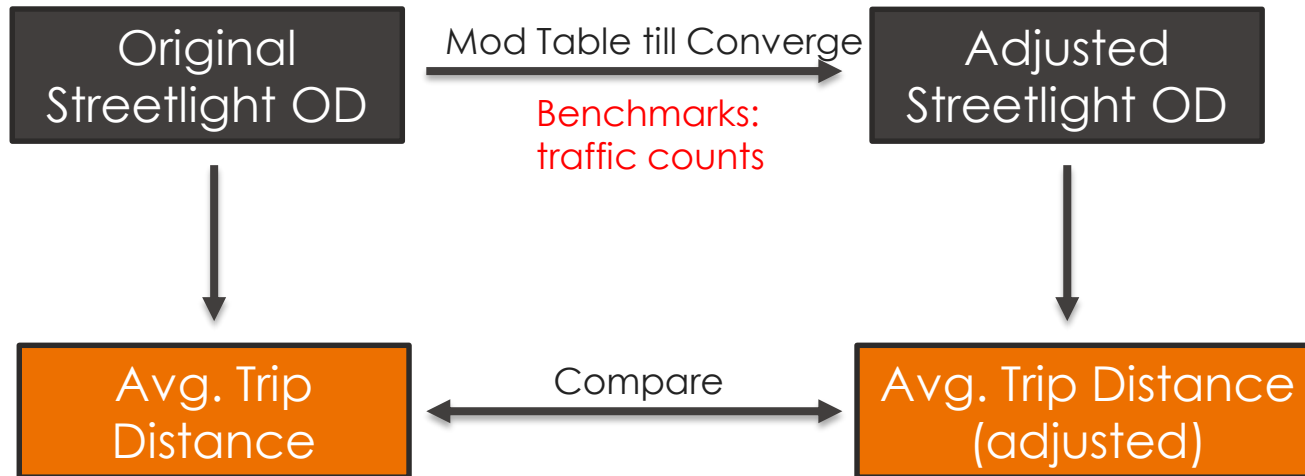 Original
Streetlight OD
Mod Table till Converge
Benchmarks:
traffic counts
Adjusted
Streetlight OD
Avg. Trip
Distance
Compare
Avg. Trip Distance
(adjusted)